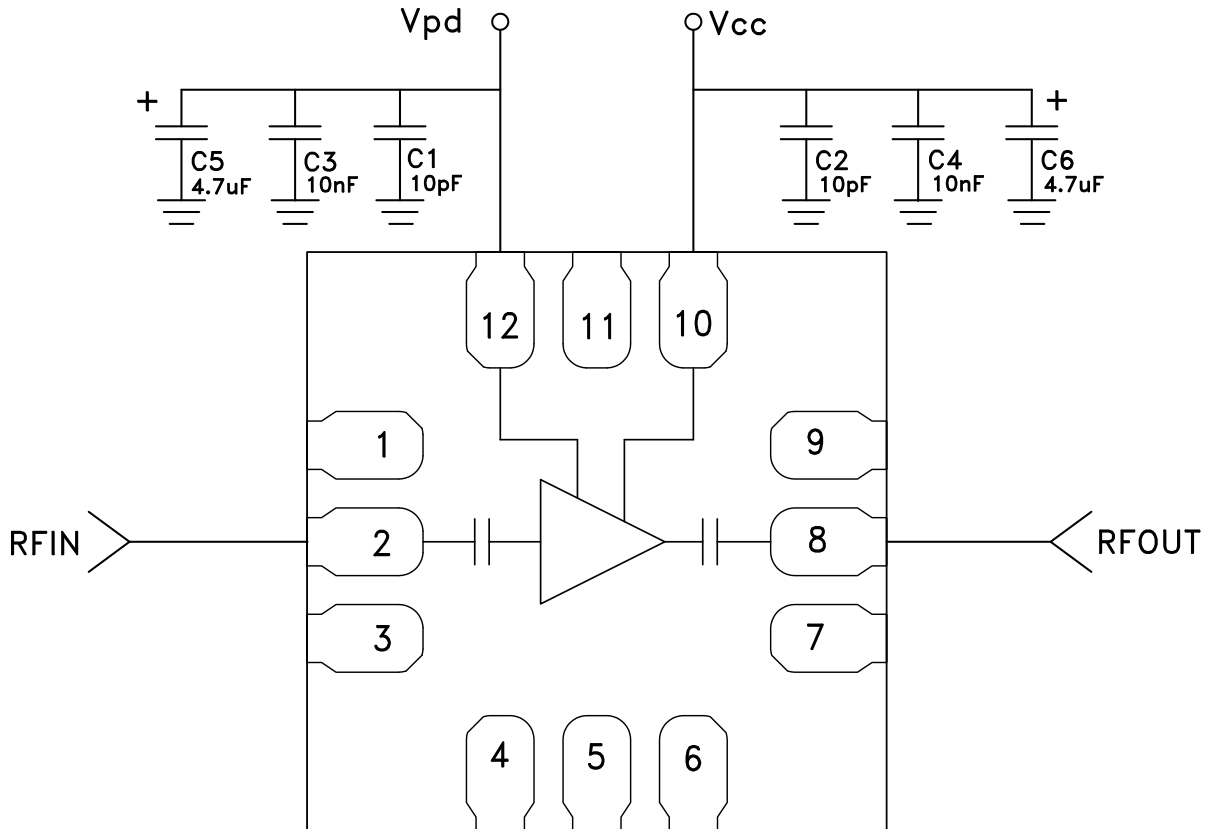 Vpd
Vcc
+
+
C5
4.7uF
C3
10nF
C1
10pF
C2
10pF
C4
10nF
C6
4.7uF
12
11
10
1
9
RFIN
2
8
RFOUT
3
7
4
5
6